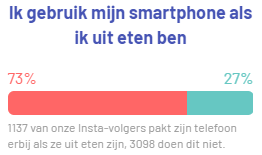 Ik gebruik mijn smartphone als
ik uit eten ben
73% 27%
1137 van onze Insta-volgers pakt zijn telefoon
erbij als ze uit eten zijn, 3098 doen dit niet.